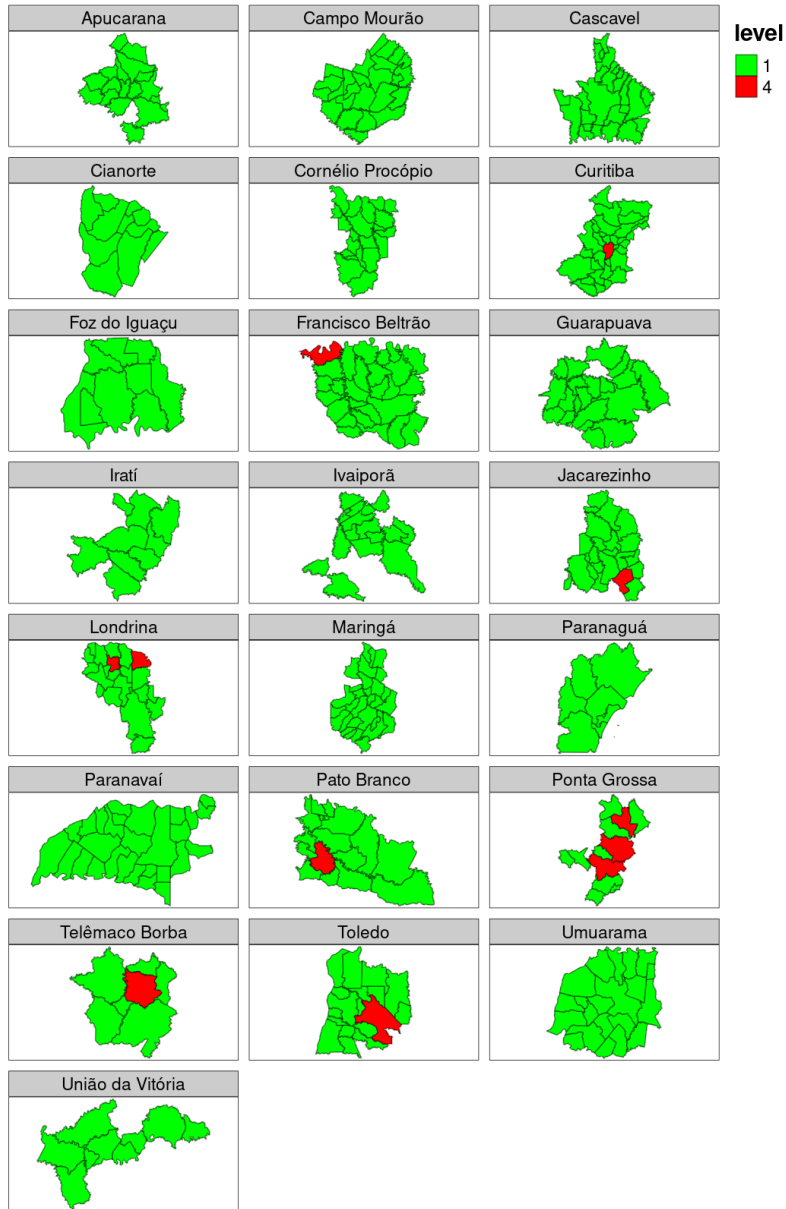 Apucarana
Campo Mourão
Cascavel
level
1
4
Cianorte
Cornélio Procópio
Curitiba
Foz do Iguaçu
Francisco Beltrão
Guarapuava
Iratí
Ivaiporã
Jacarezinho
Londrina
Maringá
Paranaguá
Paranavaí
Pato Branco
Ponta Grossa
Telêmaco Borba
Toledo
Umuarama
União da Vitória